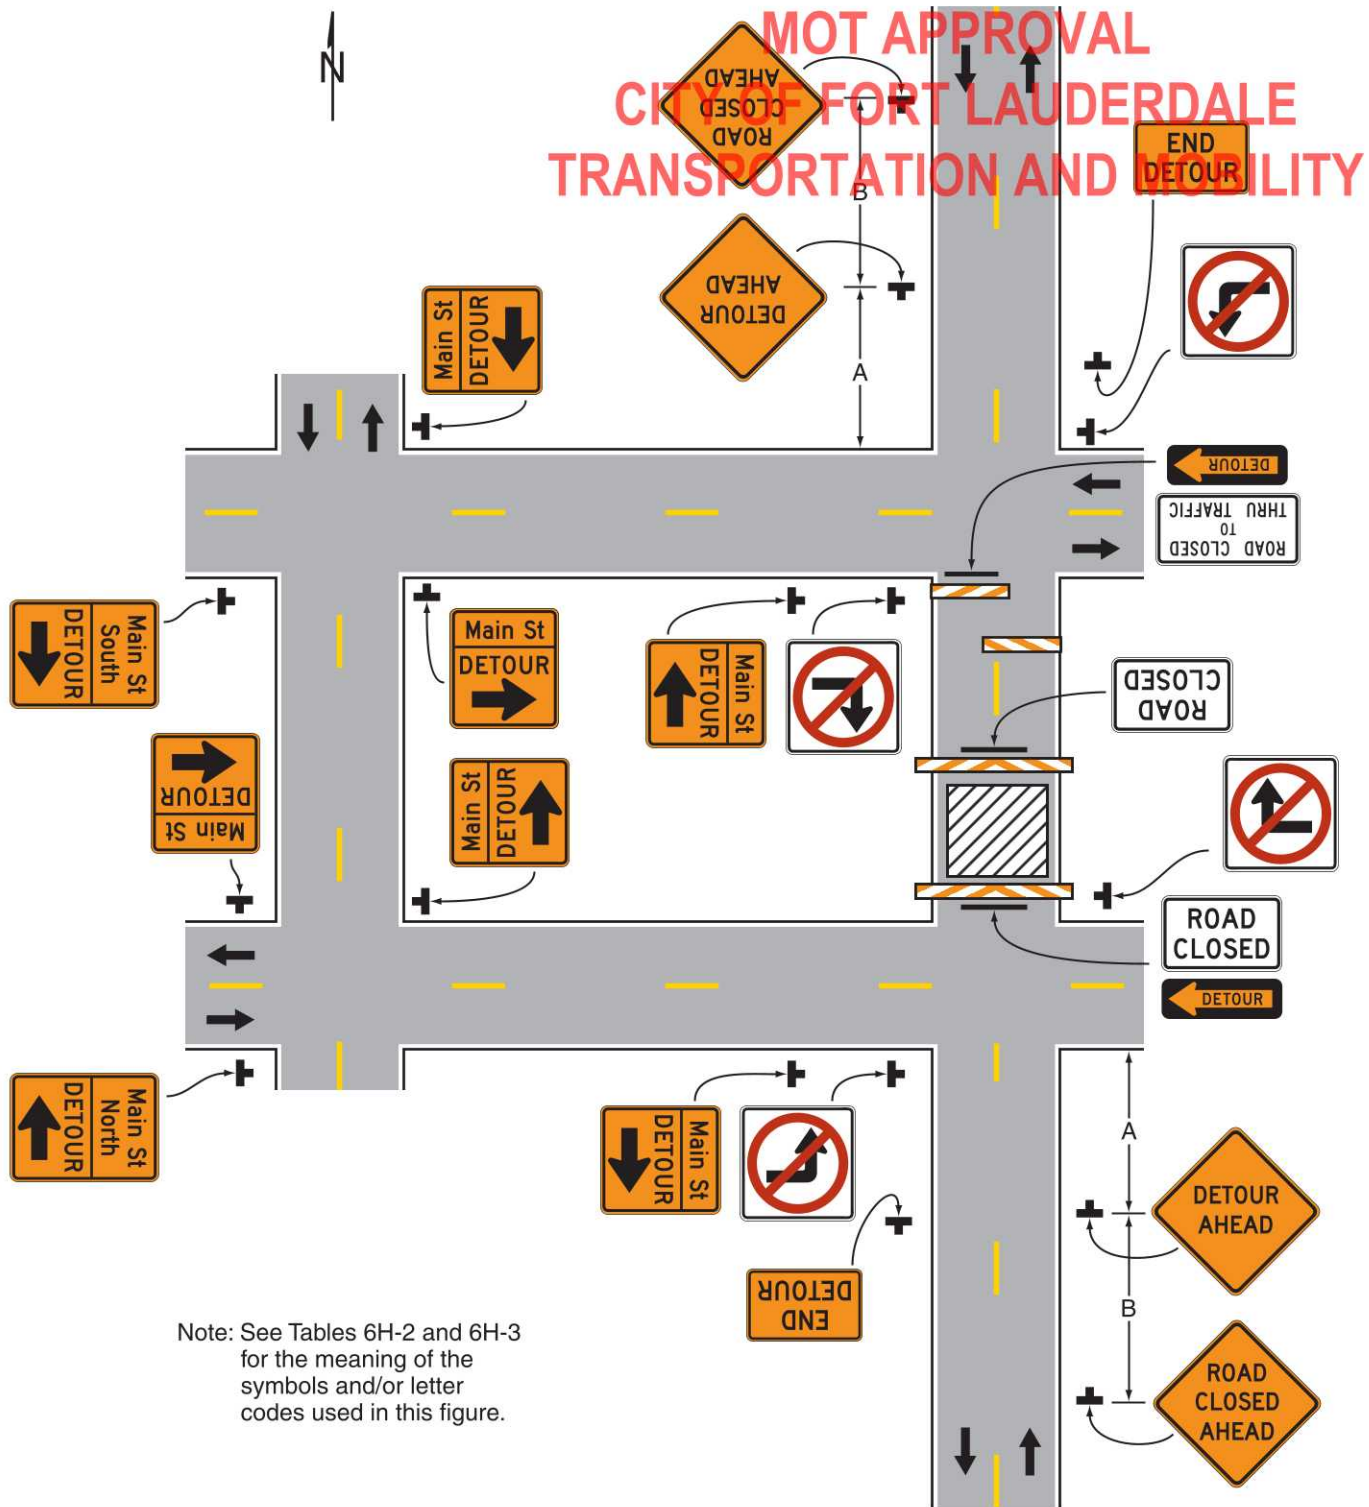 MOT APPROVAL
CITY OF FORT LAUDERDALE
TRANSPORTATION AND MOBILITY
N
ROAD
CLOSED
AHEAD
B
END
DETOUR
DETOUR
AHEAD
A
Main St
DETOUR
DETOUR
ROAD CLOSED
TO
THRU TRAFFIC
Main St
South
DETOUR
Main St
DETOUR
Main St
DETOUR
ROAD
CLOSED
Main St
DETOUR
Main St
DETOUR
ROAD
CLOSED
DETOUR
Main St
North
DETOUR
Main St
DETOUR
A
DETOUR
AHEAD
END
DETOUR
B
ROAD
CLOSED
AHEAD
Note: See Tables 6H-2 and 6H-3
for the meaning of the
symbols and/or letter
codes used in this figure.